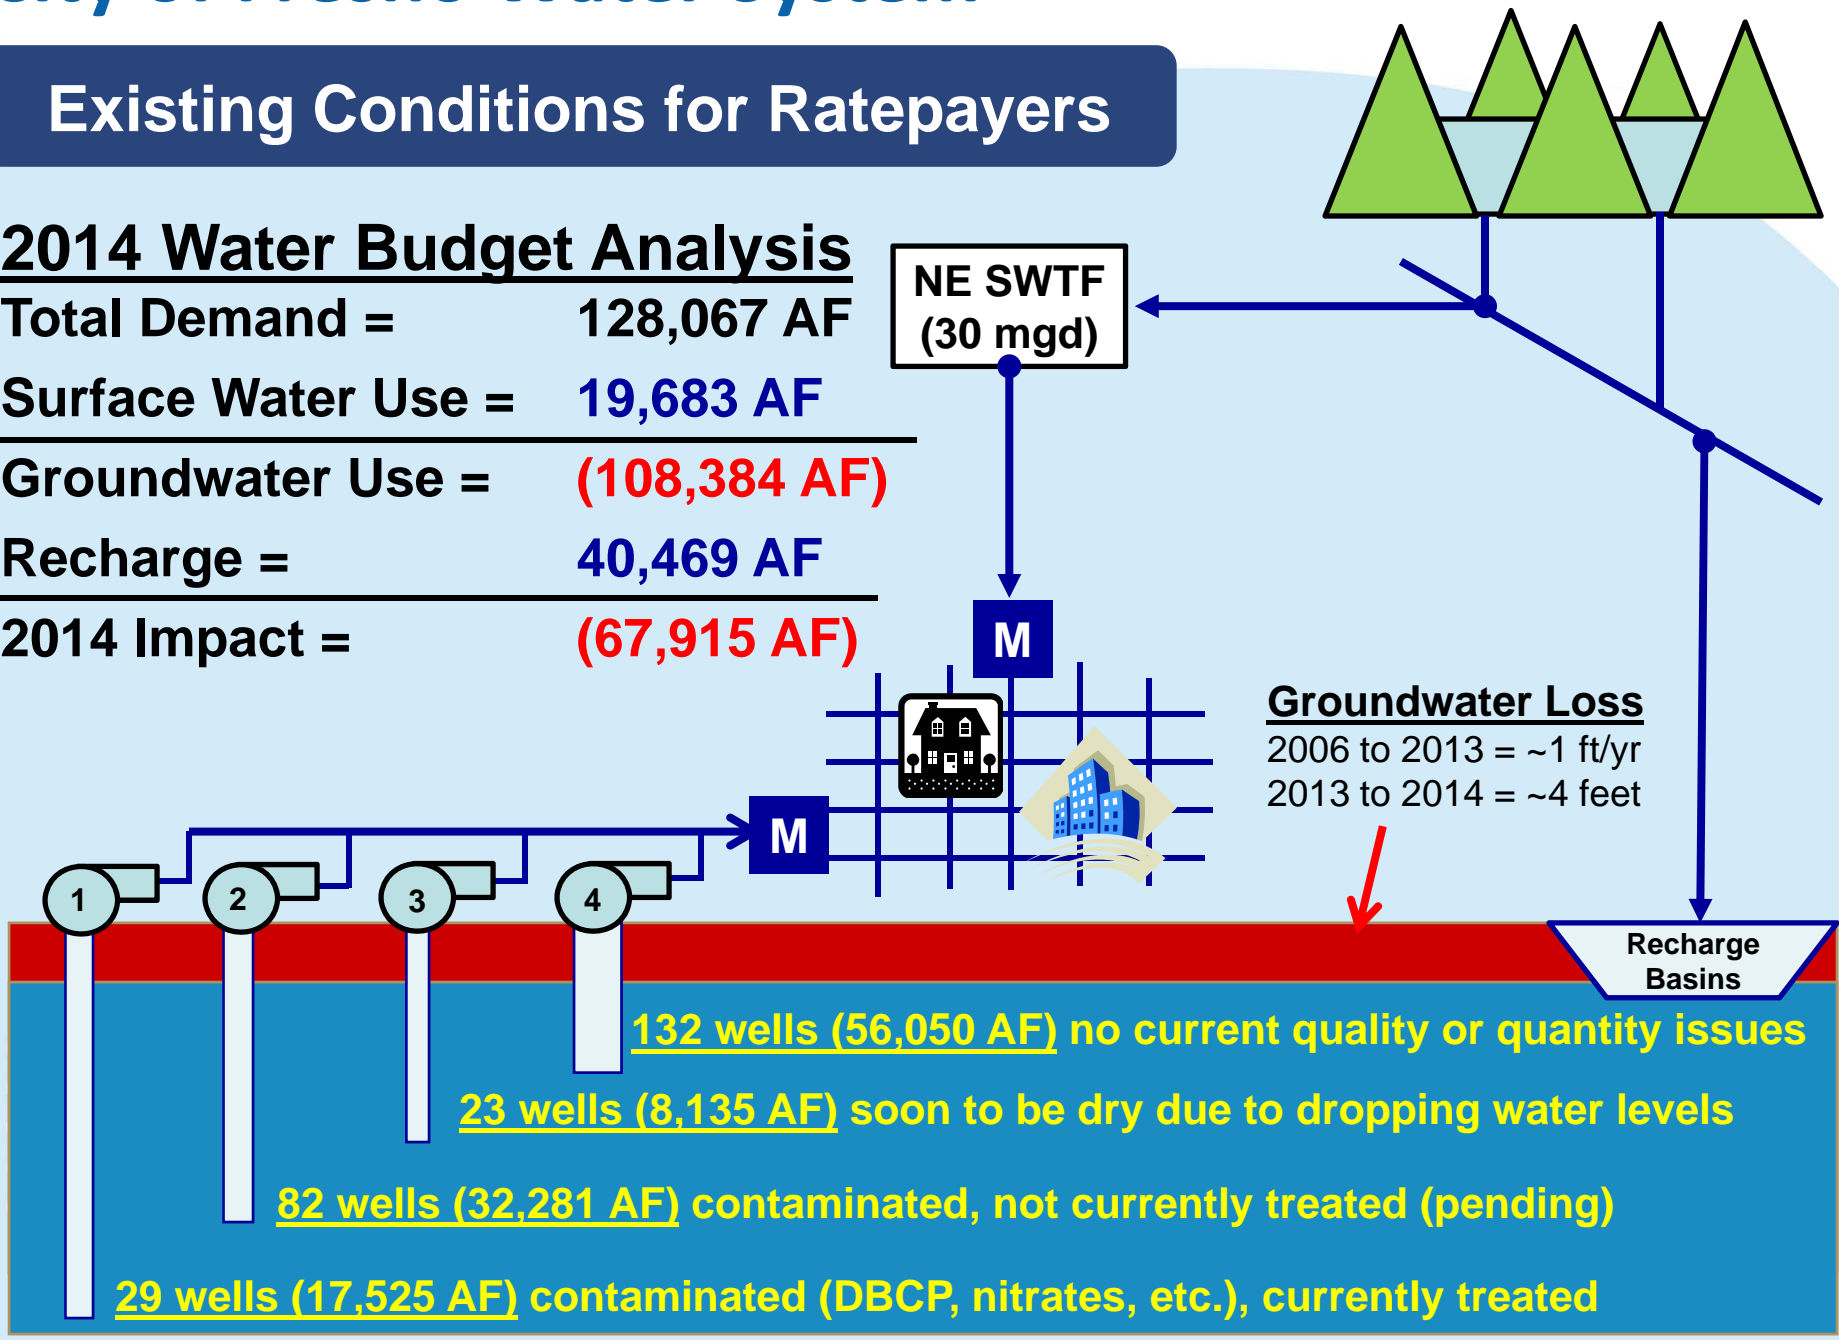 of Fresno Water System
Existing Conditions for Ratepayers
2014 Water Budget Analysis
Total Demand = 128,067 AF
Surface Water Use = 19,683 AF
Groundwater Use = (108,384 AF)
Recharge = 40,469 AF
2014 Impact = (67,915 AF)
NE SWTF
(30 mgd)
M
Groundwater Loss
2006 to 2013 = ~1 ft/yr
2013 to 2014 = ~4 feet
M
1 2 3 4
Recharge
Basins
132 wells (56,050 AF) no current quality or quantity issues
23 wells (8,135 AF) soon to be dry due to dropping water levels
82 wells (32,281 AF) contaminated, not currently treated (pending)
29 wells (17,525 AF) contaminated (DBCP, nitrates, etc.), currently treated